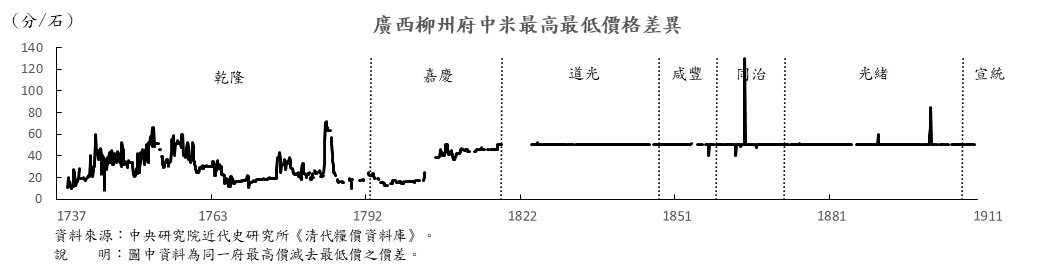 (分/石)
廣西柳州府中米最高最低價格差異
140
120
100
80
60
40
20
0
乾隆
嘉慶
道光
咸豐
同治
光緒
宣統
1737
1763
1792
1822
1851
1881
1911
資料來源：中央研究院近代史研究所《清代糧價資料庫》。
說　　明：圖中資料為同一府最高價減去最低價之價差。